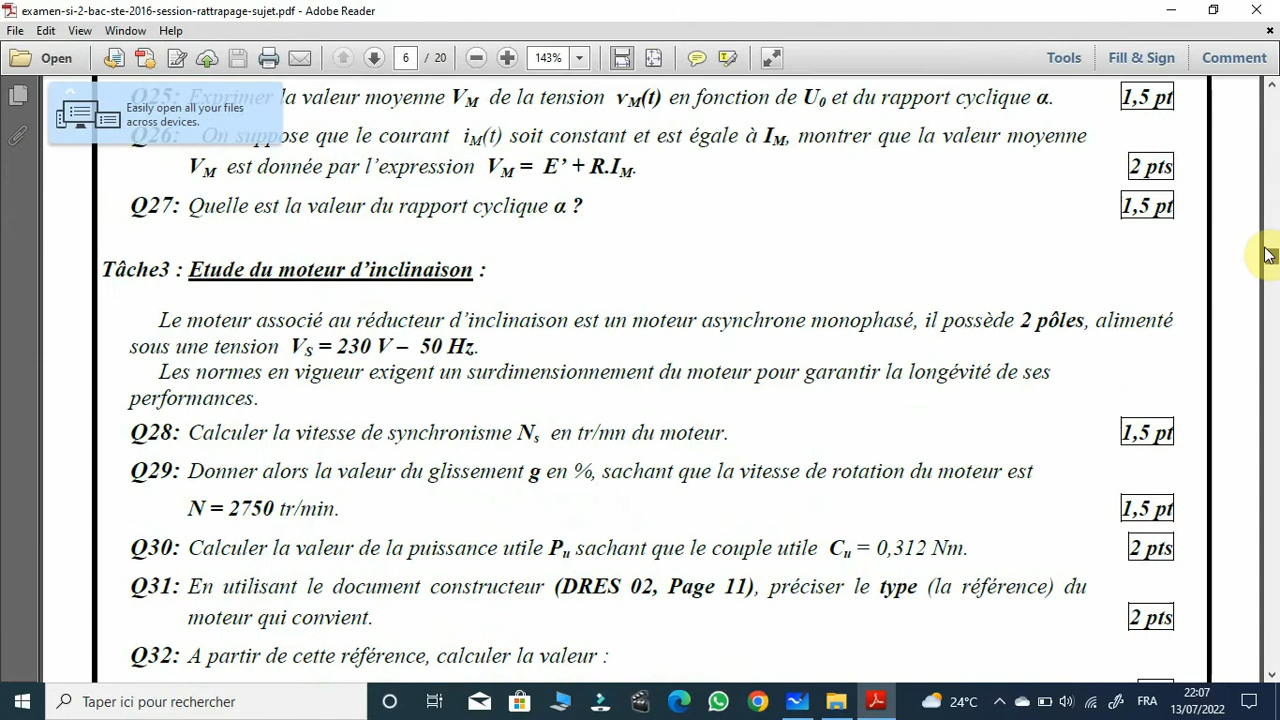 examen-si-2-bac-ste-2016-session-rattrapage-sujet.pdf - Adobe Reader
File Edit View Window Help
Open 6 / 20 143% Tools Fill & Sign Comment
Easily open all your files
across devices.
Q25: Exprimer la valeur moyenne VM de la tension vM(t) en fonction de U0 et du rapport cyclique α. 1,5 pt
Q26: On suppose que le courant iM(t) soit constant et est égale à IM, montrer que la valeur moyenne
VM est donnée par l'expression VM = E' + R.IM. 2 pts
Q27: Quelle est la valeur du rapport cyclique α ? 1,5 pt
Tâche3 : Etude du moteur d'inclinaison :
Le moteur associé au réducteur d'inclinaison est un moteur asynchrone monophasé, il possède 2 pôles, alimenté
sous une tension VS = 230 V – 50 Hz.
Les normes en vigueur exigent un surdimensionnement du moteur pour garantir la longévité de ses
performances.
Q28: Calculer la vitesse de synchronisme Ns en tr/mn du moteur. 1,5 pt
Q29: Donner alors la valeur du glissement g en %, sachant que la vitesse de rotation du moteur est
N = 2750 tr/min. 1,5 pt
Q30: Calculer la valeur de la puissance utile Pu sachant que le couple utile Cu = 0,312 Nm. 2 pts
Q31: En utilisant le document constructeur (DRES 02, Page 11), préciser le type (la référence) du
moteur qui convient. 2 pts
Q32: A partir de cette référence, calculer la valeur :
Taper ici pour rechercher 24°C FRA 22:07
13/07/2022